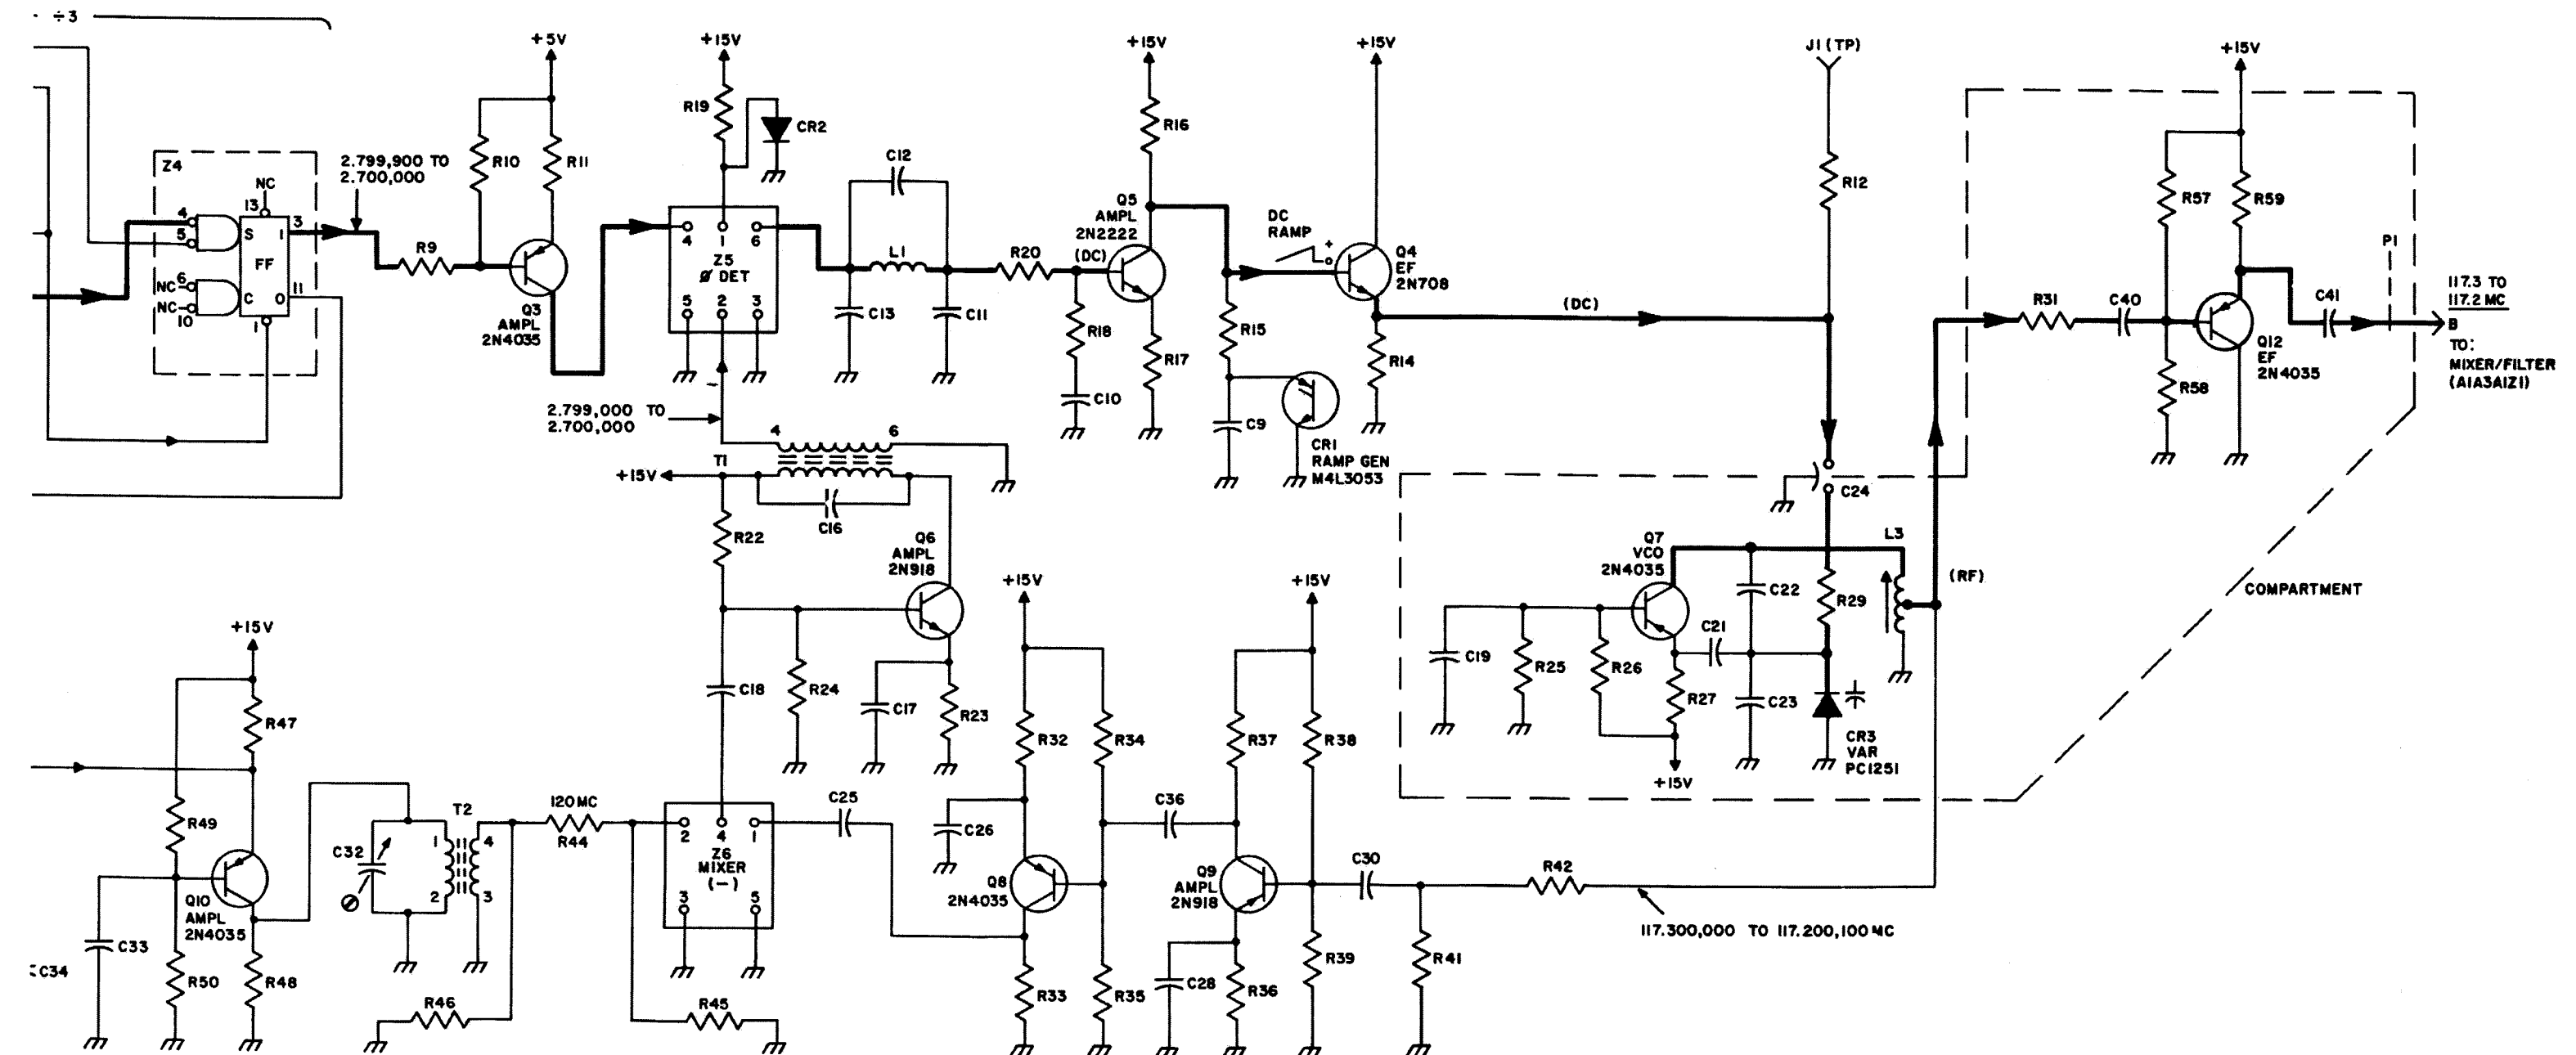 ÷3
+5V
+15V
+15V
+15V
J1 (TP)
+15V
Z4
NC
13
4
5
S
1
3
FF
6
NC
NC
10
C
O
11
1
2.799,900 TO
2.700,000
R9
R10
R11
Q3
AMPL
2N4035
R19
CR2
4
1
6
Z5
Ø DET
5
2
3
C12
L1
C13
C11
R20
(DC)
R18
C10
Q5
AMPL
2N2222
R16
R17
DC
RAMP
+
o
Q4
EF
2N708
R15
C9
R14
CR1
RAMP GEN
M4L3053
(DC)
R12
R57
R59
R58
P1
R31
C40
C41
Q12
EF
2N4035
117.3 TO
117.2 MC
B
TO:
MIXER/FILTER
(A1A3A1Z1)
−
2.799,000 TO
2.700,000
4
6
T1
+15V
C16
R22
Q6
AMPL
2N918
C18
R24
C17
R23
C24
L3
(RF)
Q7
VCO
2N4035
C22
R29
C21
C19
R25
R26
R27
C23
CR3
VAR
PC1251
+15V
COMPARTMENT
+15V
R47
R49
Q10
AMPL
2N4035
C33
C34
R50
R48
C32
T2
1
2
4
3
120MC
R44
R46
R45
2
4
1
Z6
MIXER
(−)
3
5
C25
+15V
R32
R34
C26
Q8
2N4035
R33
R35
C36
+15V
R37
R38
Q9
AMPL
2N918
C28
R36
R39
C30
R41
R42
117.300,000 TO 117.200,100 MC